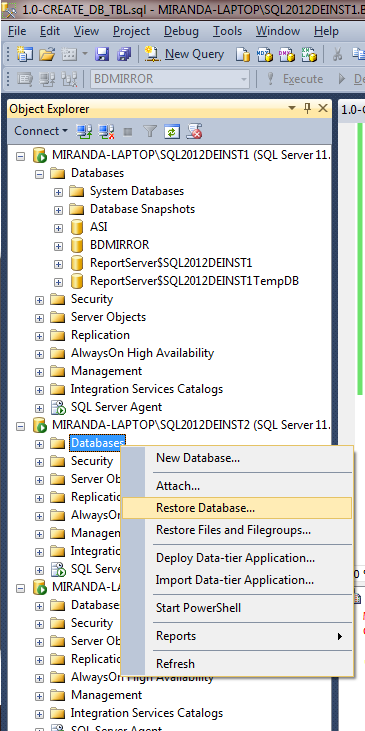 1.0-CREATE_DB_TBL.sql - MIRANDA-LAPTOP\SQL2012DEINST1.B
File Edit View Project Debug Tools Window Help
New Query
BDMIRROR Execute De
Object Explorer
1.0-C
Connect
MIRANDA-LAPTOP\SQL2012DEINST1 (SQL Server 11.
Databases
System Databases
Database Snapshots
ASI
BDMIRROR
ReportServer$SQL2012DEINST1
ReportServer$SQL2012DEINST1TempDB
Security
Server Objects
Replication
AlwaysOn High Availability
Management
Integration Services Catalogs
SQL Server Agent
MIRANDA-LAPTOP\SQL2012DEINST2 (SQL Server 11.
Databases
Security
Server Ob
Replicatio
AlwaysO
Managem
Integratio
SQL Serve
MIRANDA-LA
Database
Security
Server Ob
Replicatio
AlwaysOn High Availability
Management
Integration Services Catalogs
SQL Server Agent
New Database...
Attach...
Restore Database...
Restore Files and Filegroups...
Deploy Data-tier Application...
Import Data-tier Application...
Start PowerShell
Reports
Refresh